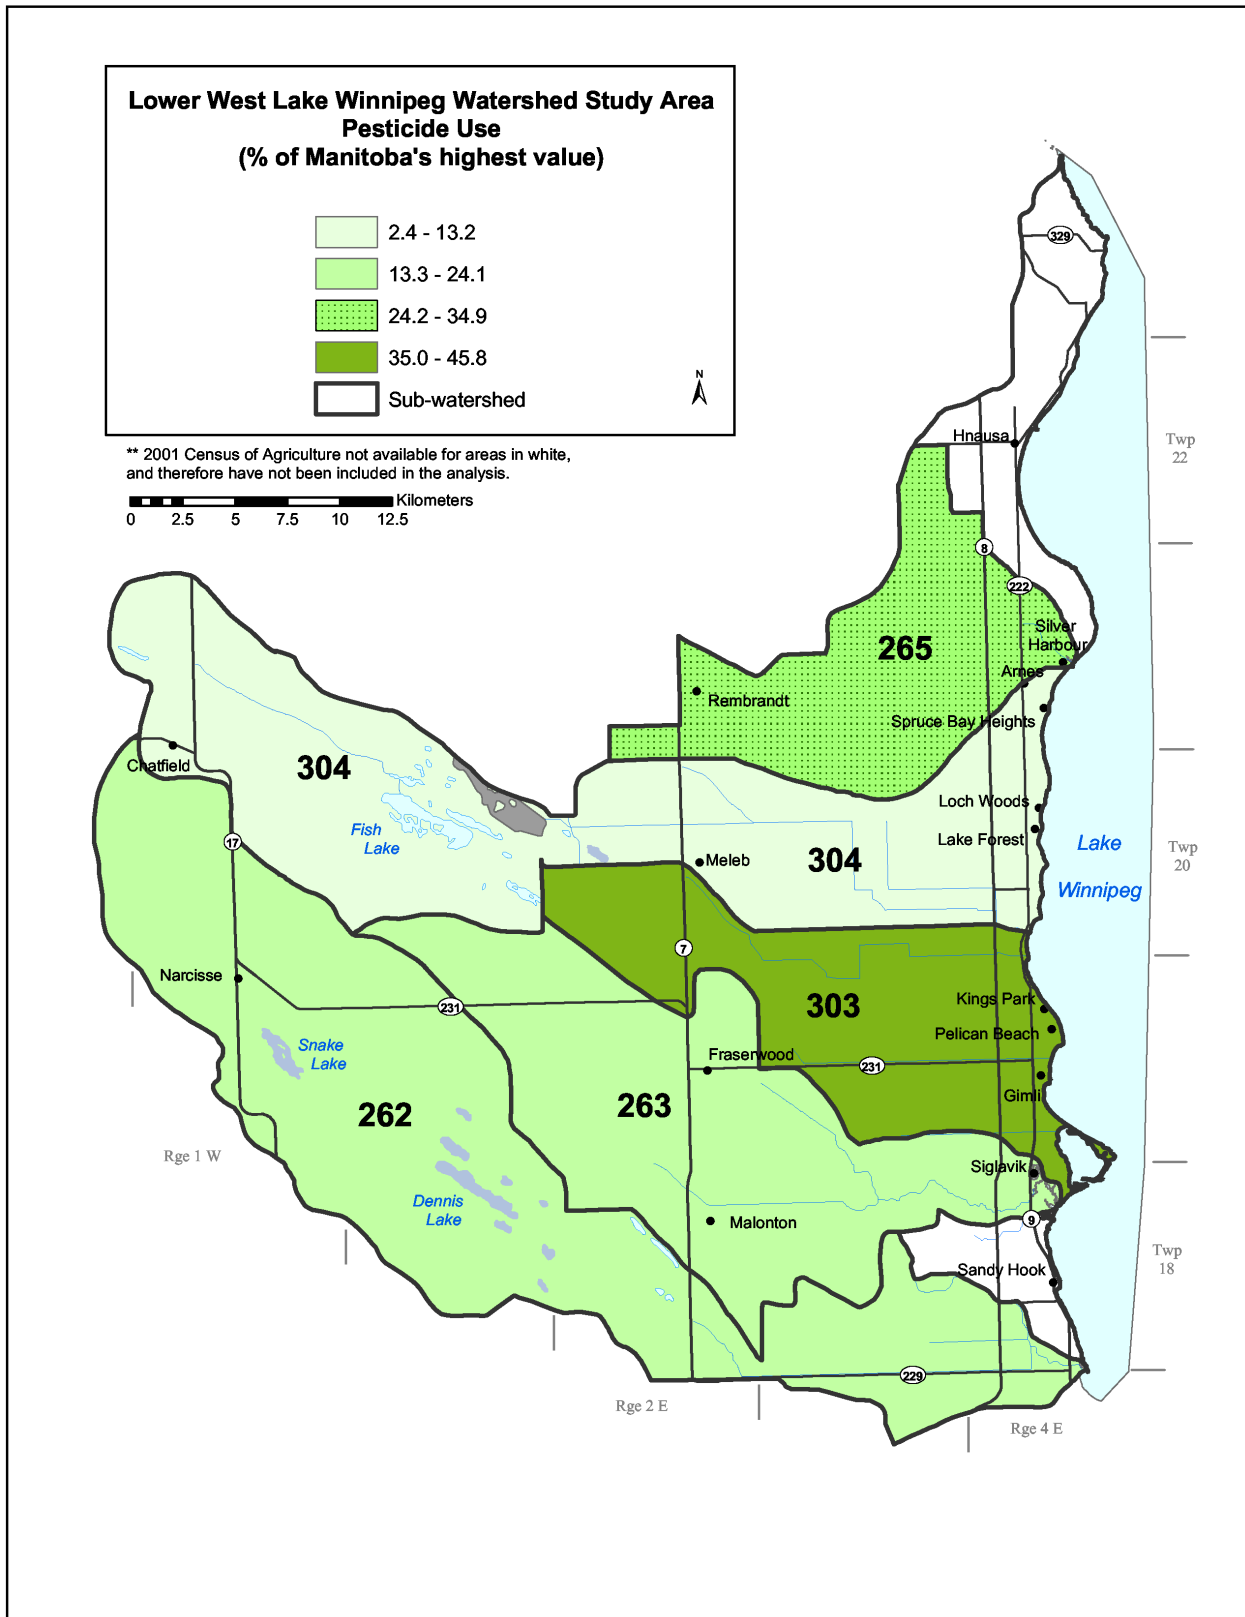 Lower West Lake Winnipeg Watershed Study Area
Pesticide Use
(% of Manitoba's highest value)
2.4 - 13.2
13.3 - 24.1
24.2 - 34.9
35.0 - 45.8
Sub-watershed
N
** 2001 Census of Agriculture not available for areas in white,
and therefore have not been included in the analysis.
Kilometers
0 2.5 5 7.5 10 12.5
329
Hnausa
Twp
22
8
222
Silver
Harbour
265
Arnes
Rembrandt
Spruce Bay Heights
Chatfield
304
Loch Woods
Fish
Lake
Lake Forest
17
Meleb
304
Lake
Winnipeg
Twp
20
7
Narcisse
231
303
Kings Park
Pelican Beach
Snake
Lake
Fraserwood
231
Gimli
262
263
Rge 1 W
Siglavik
Dennis
Lake
Malonton
9
Sandy Hook
Twp
18
229
Rge 2 E
Rge 4 E